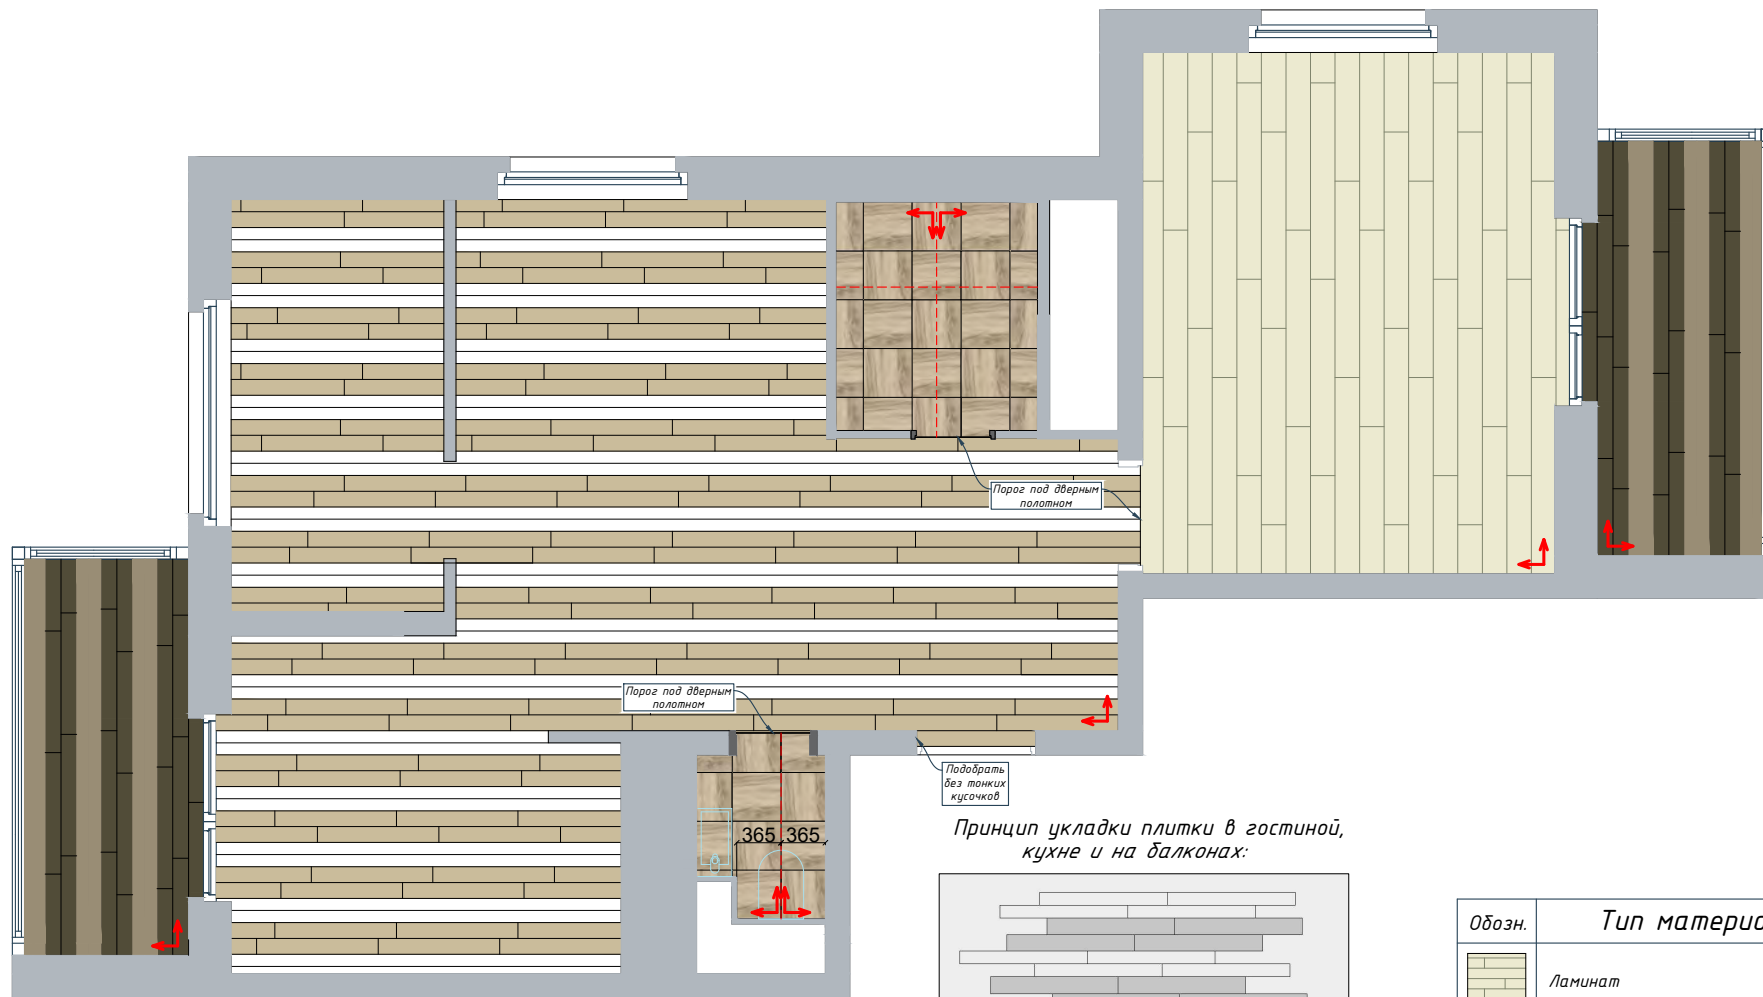 Порог под дверным
полотном
Порог под дверным
полотном
Подобрать
без тонких
кусочков
365 365
Принцип укладки плитки в гостиной,
кухне и на балконах:
Обозн. Тип
Ламинат